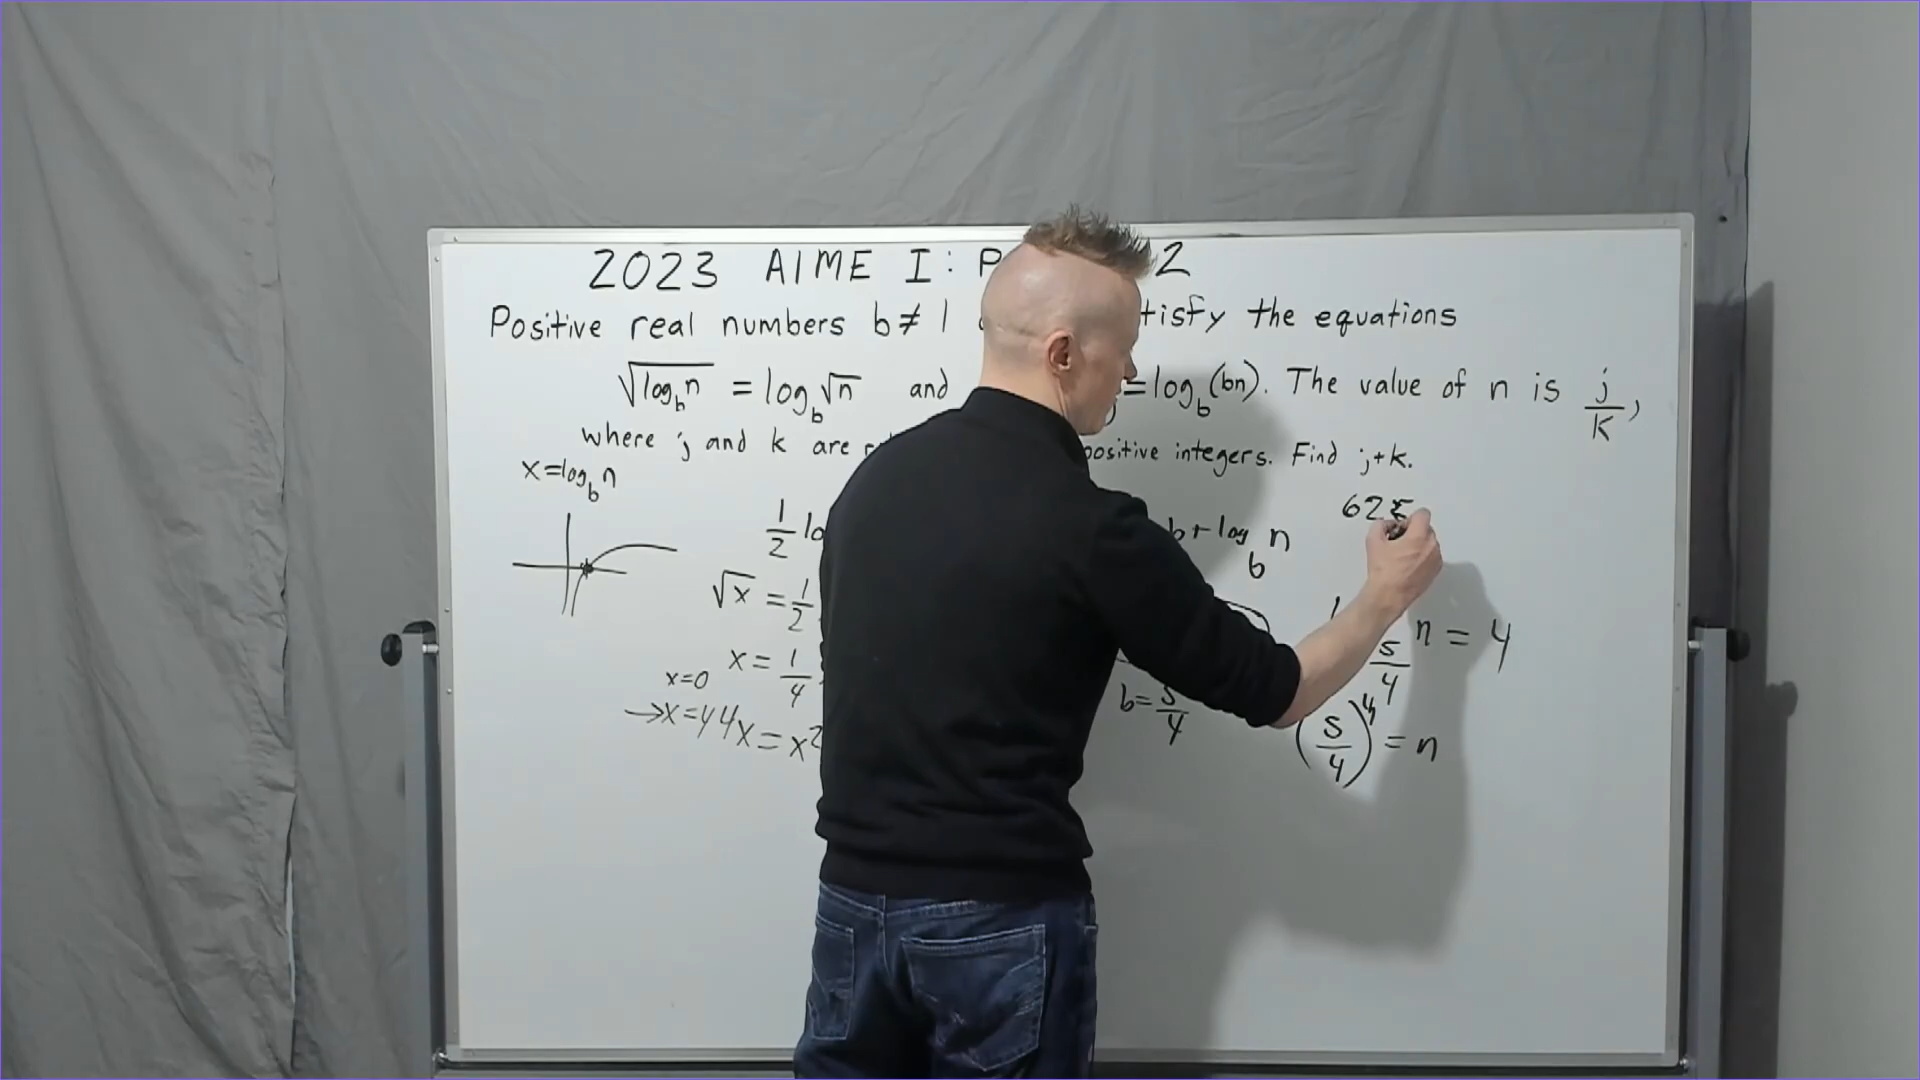 2023 AIME I: P 2
Positive real numbers b≠1 tisfy the equations
√(log_b n) = log_b √n and = log_b (bn). The value of n is j/k,
where j and k are positive integers. Find j+k.
x=log_b n
625
1/2 lo b + log_b n
√x = 1/2
n = 4
5/4
x = 1/4
x=0
b = 5/4
→x=4 4x = x²
(5/4)^4 = n